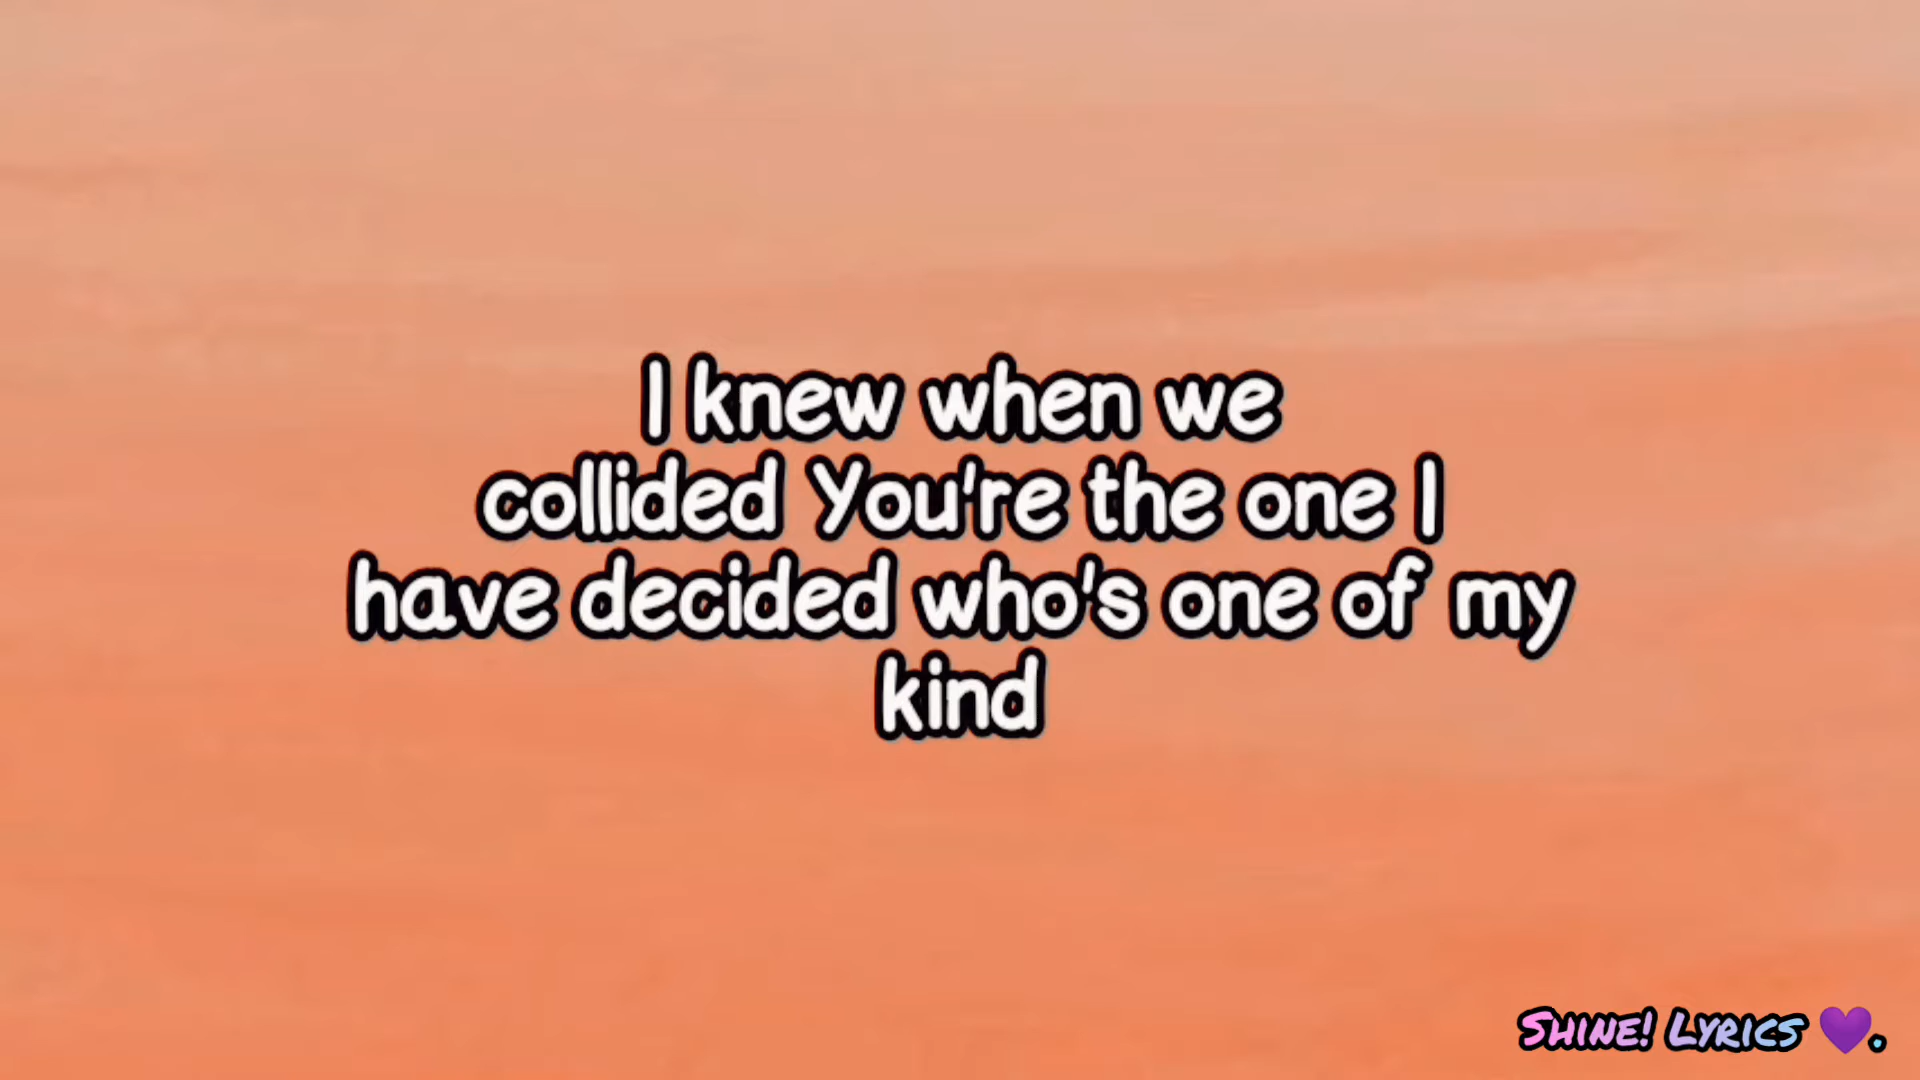 I knew when we
collided You're the one I
have decided who's one of my
kind
SHINE! LYRICS 💜.